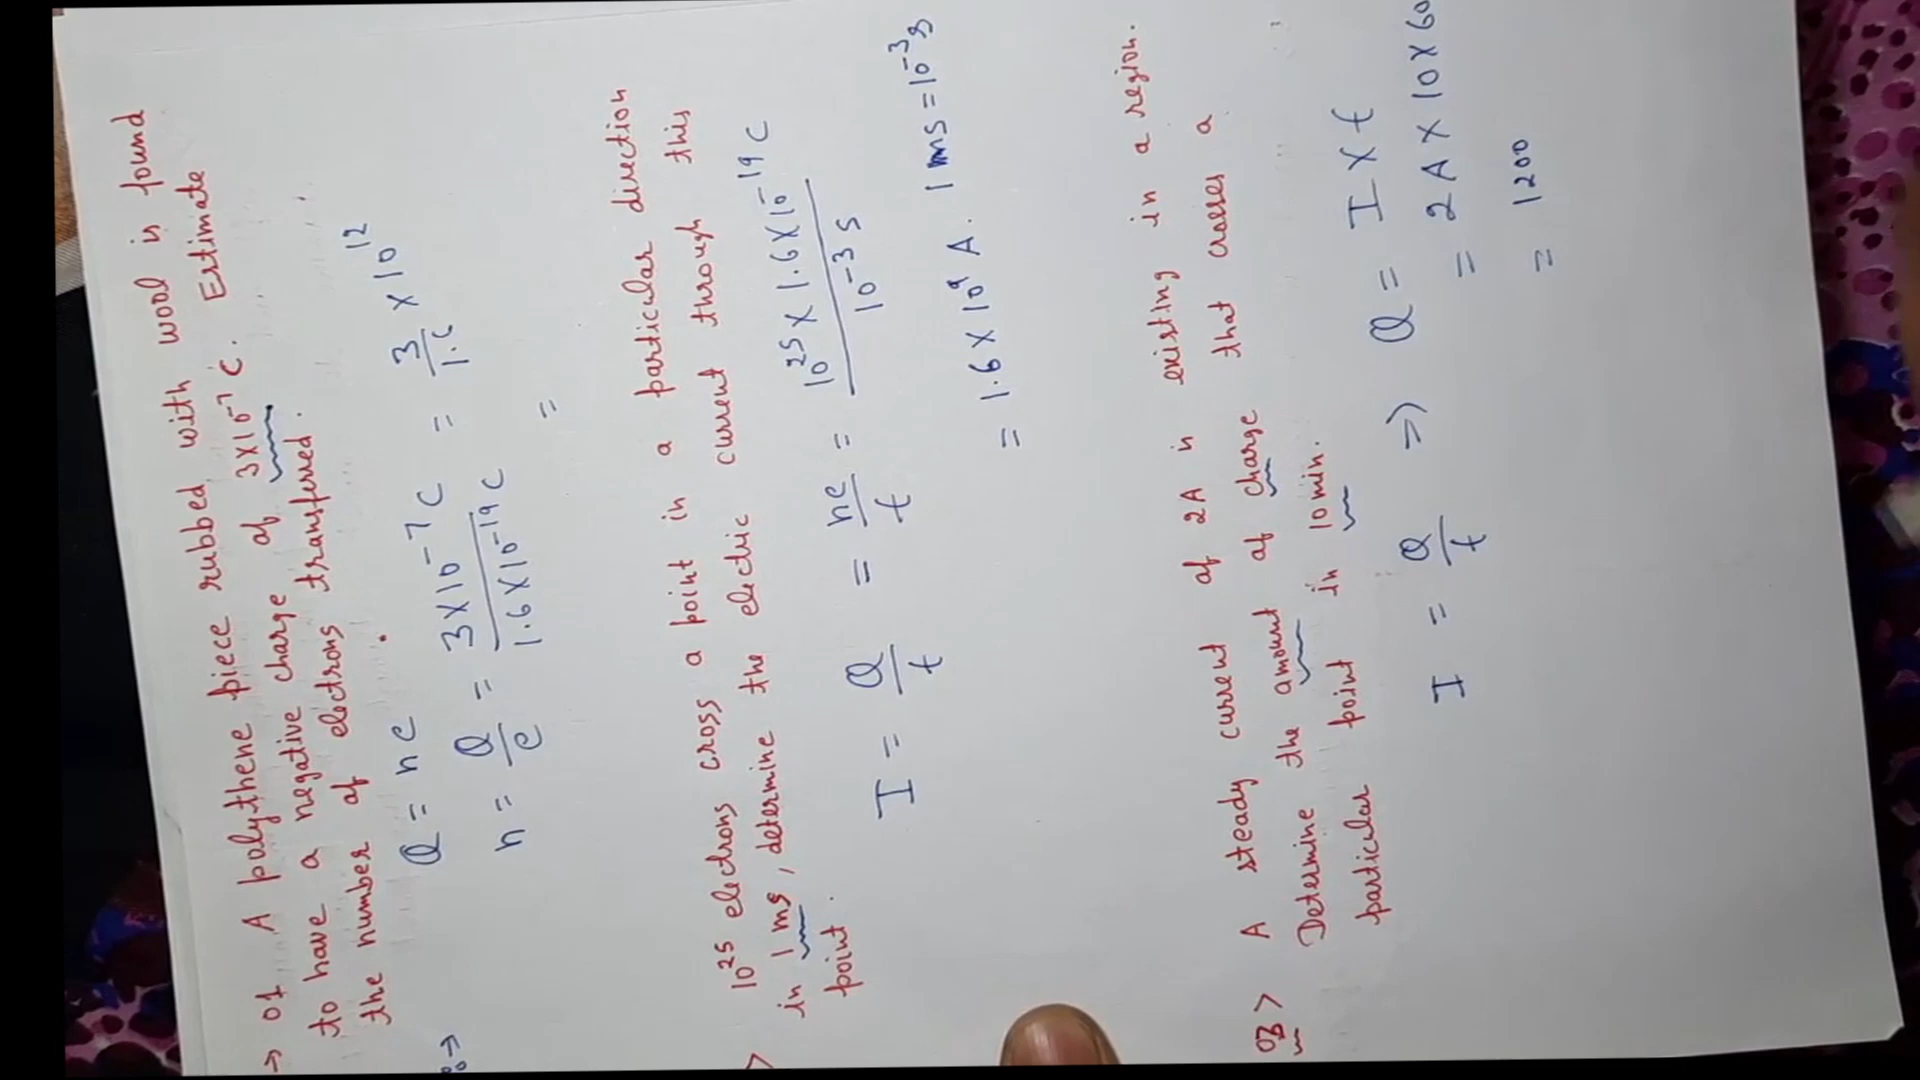 → 01. A polythene piece rubbed with wool is found
to have a negative charge of 3×10⁻⁷ C. Estimate
the number of electrons transferred.
Q = ne
n = Q/e = 3×10⁻⁷ C / 1.6×10⁻¹⁹ C = 3/1.6 × 10¹²
=
> 10²⁵ electrons cross a point in a particular direction
in 1 ms, determine the electric current through this
point.
I = Q/t = ne/t = 10²⁵ × 1.6 × 10⁻¹⁹ C / 10⁻³ s
= 1.6 × 10⁹ A. 1 ms = 10⁻³ s
03> A steady current of 2A is existing in a region.
Determine the amount of charge that crosses a
particular point in 10 min.
I = Q/t ⇒ Q = I × t
= 2A × 10 × 60
= 1200